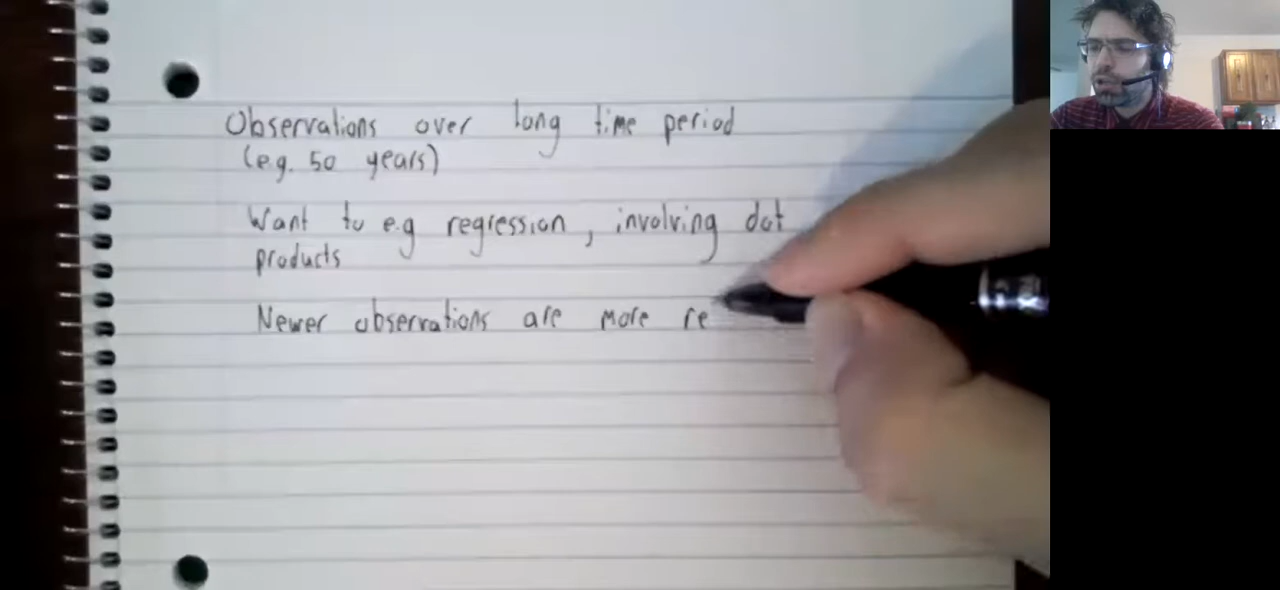 Observations over long time period
(e.g. 50 years)
Want to e.g regression, involving dot
products
Newer observations are more re